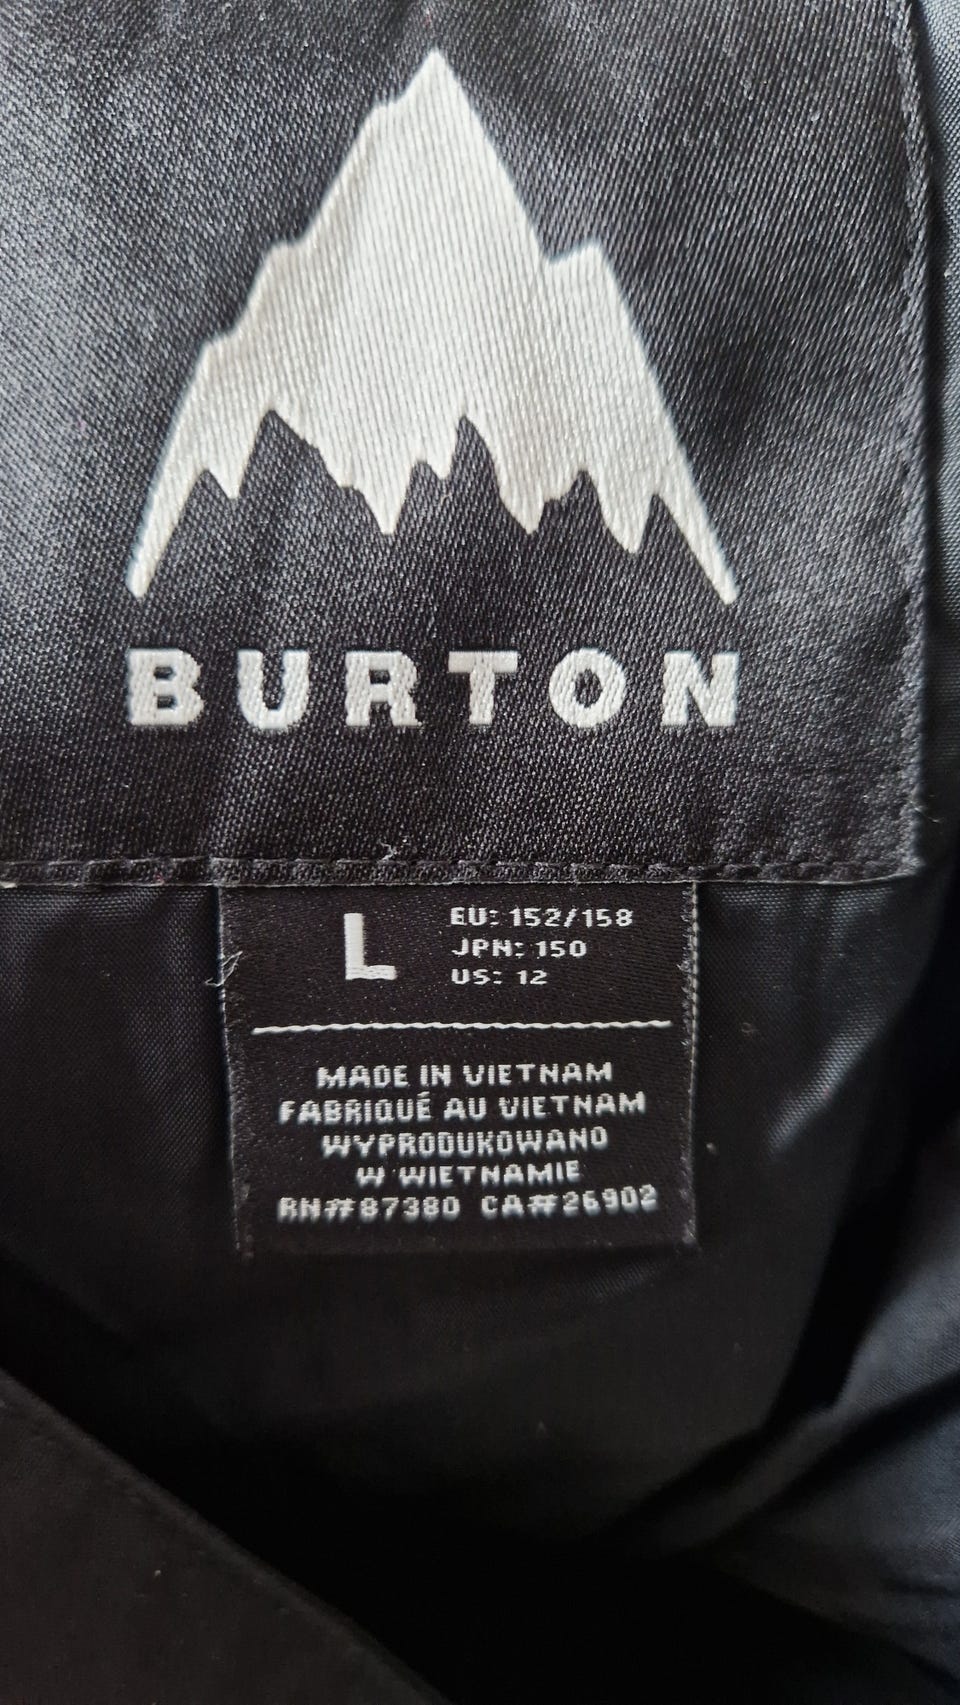 BURTON
L
EU: 152/158
JPN: 150
US: 12
MADE IN VIETNAM
FABRIQUÉ AU VIETNAM
WYPRODUKOWANO
W WIETNAMIE
RN#87380 CA#26902